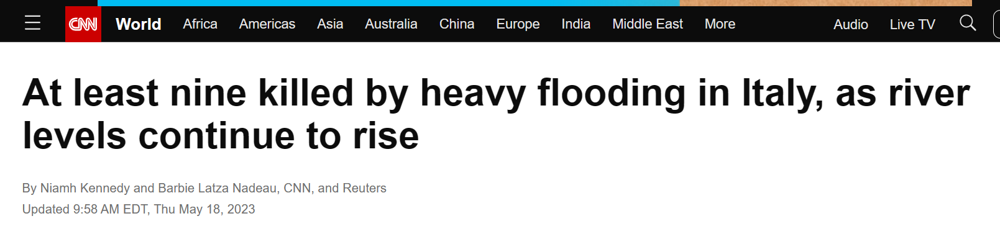 CNN World Africa Americas Asia Australia China Europe India Middle East More Audio Live TV
At least nine killed by heavy flooding in Italy, as river
levels continue to rise
By Niamh Kennedy and Barbie Latza Nadeau, CNN, and Reuters
Updated 9:58 AM EDT, Thu May 18, 2023